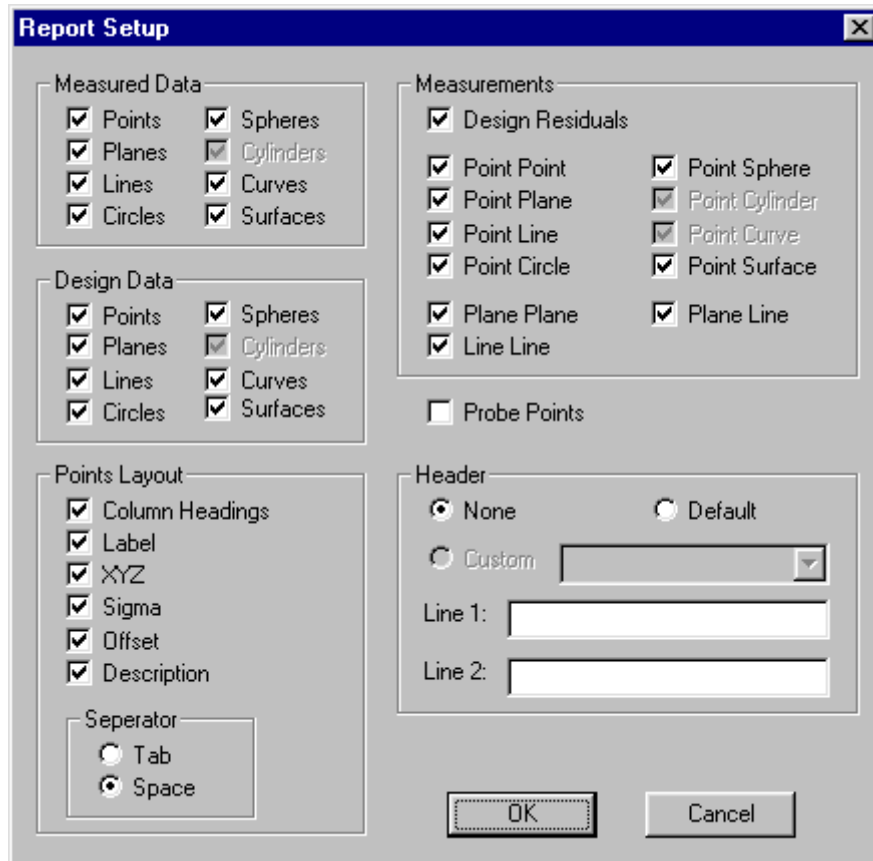 Report Setup
Measured Data
Points
Spheres
Planes
Cylinders
Lines
Curves
Circles
Surfaces
Design Data
Points
Spheres
Planes
Cylinders
Lines
Curves
Circles
Surfaces
Points Layout
Column Headings
Label
XYZ
Sigma
Offset
Description
Seperator
Tab
Space
Measurements
Design Residuals
Point Point
Point Sphere
Point Plane
Point Cylinder
Point Line
Point Curve
Point Circle
Point Surface
Plane Plane
Plane Line
Line Line
Probe Points
Header
None
Default
Custom
Line 1:
Line 2:
OK
Cancel